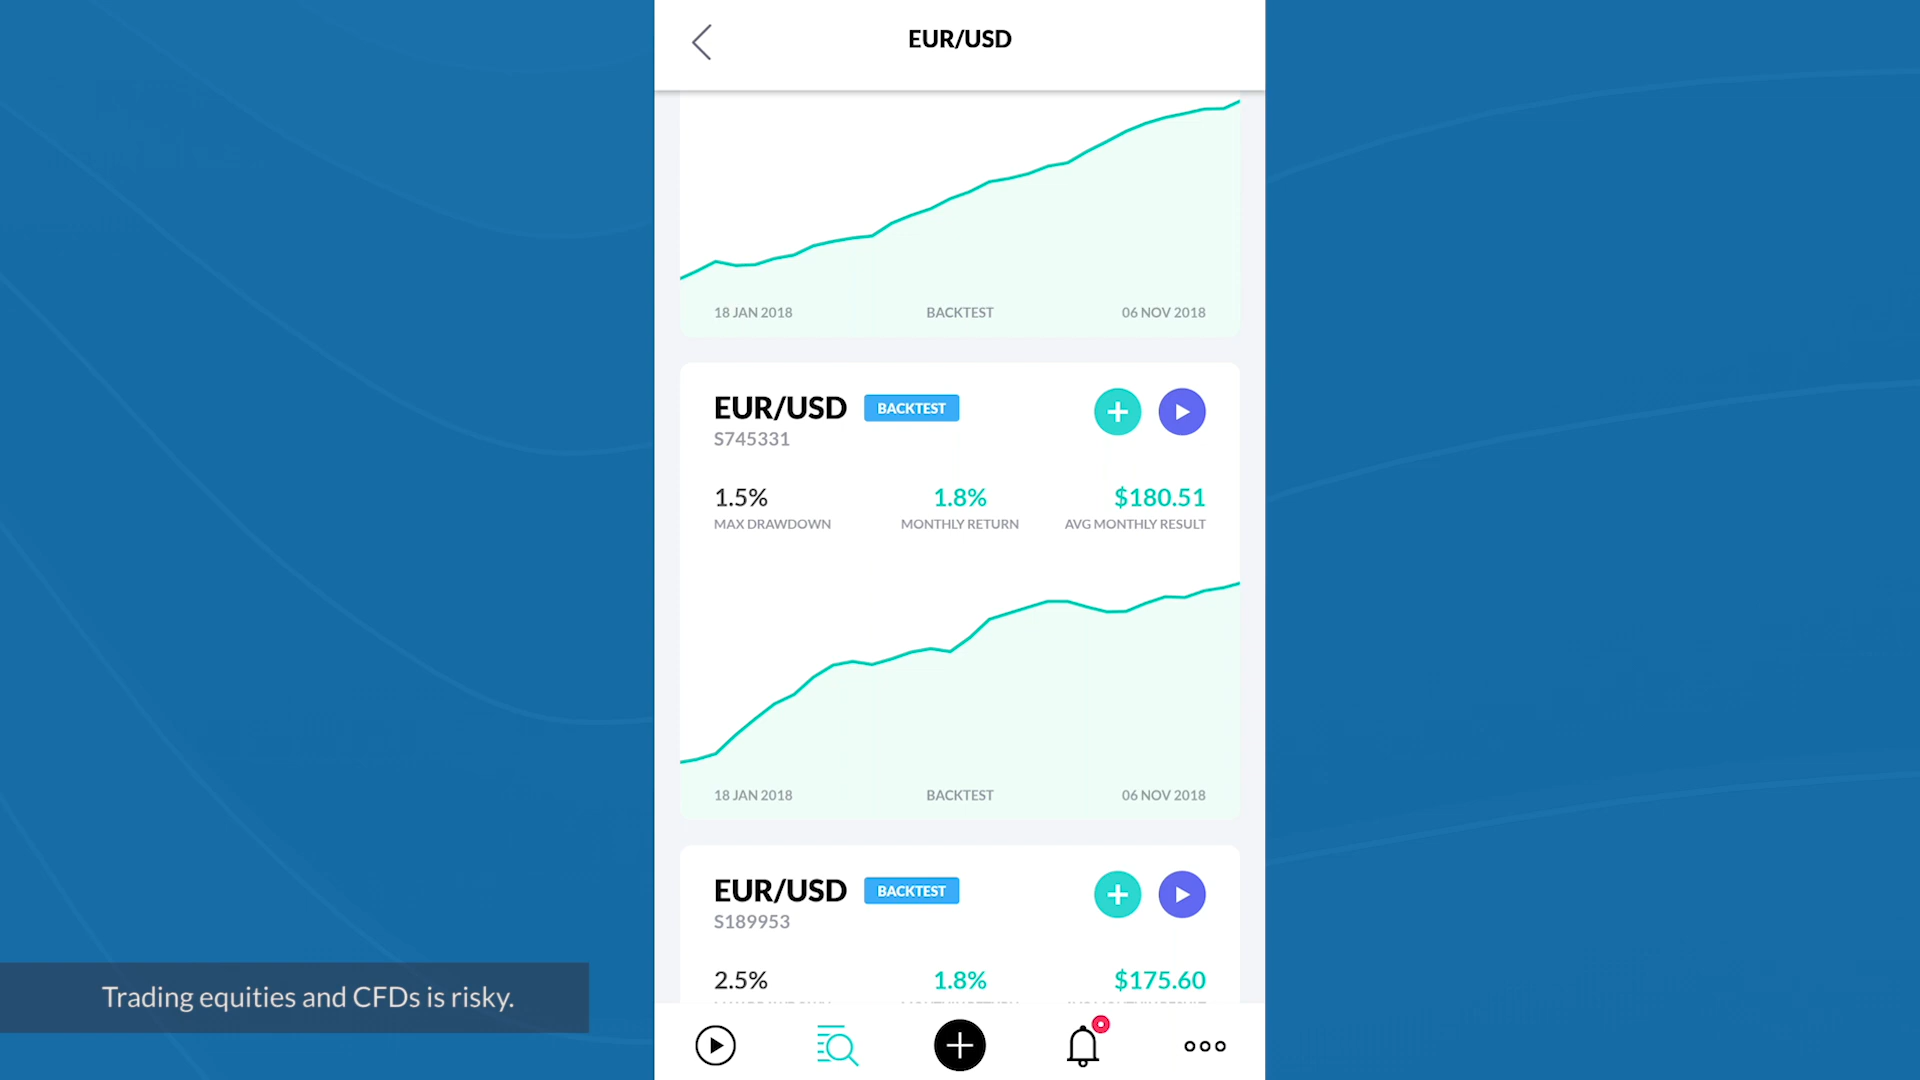 EUR/USD
18 JAN 2018 BACKTEST 06 NOV 2018
EUR/USD BACKTEST
S745331
1.5% 1.8% $180.51
MAX DRAWDOWN MONTHLY RETURN AVG MONTHLY RESULT
18 JAN 2018 BACKTEST 06 NOV 2018
EUR/USD BACKTEST
S189953
2.5% 1.8% $175.60
Trading equities and CFDs is risky.